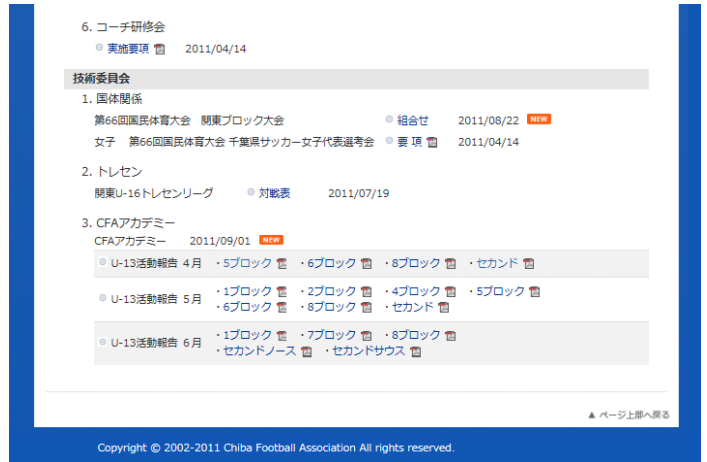 6. コーチ研修会
実施要項 2011/04/14
技術委員会
1. 国体関係
第66回国民体育大会 関東ブロック大会 組合せ 2011/08/22 NEW
女子 第66回国民体育大会 千葉県サッカー女子代表選考会 要 項 2011/04/14
2. トレセン
関東U-16トレセンリーグ 対戦表 2011/07/19
3. CFAアカデミー
CFAアカデミー 2011/09/01 NEW
U-13活動報告 4月 ・5ブロック ・6ブロック ・8ブロック ・セカンド
U-13活動報告 5月 ・1ブロック ・2ブロック ・4ブロック ・5ブロック
・6ブロック ・8ブロック ・セカンド
U-13活動報告 6月 ・1ブロック ・7ブロック ・8ブロック
・セカンドノース ・セカンドサウス
▲ ページ上部へ戻る
Copyright © 2002-2011 Chiba Football Association All rights reserved.